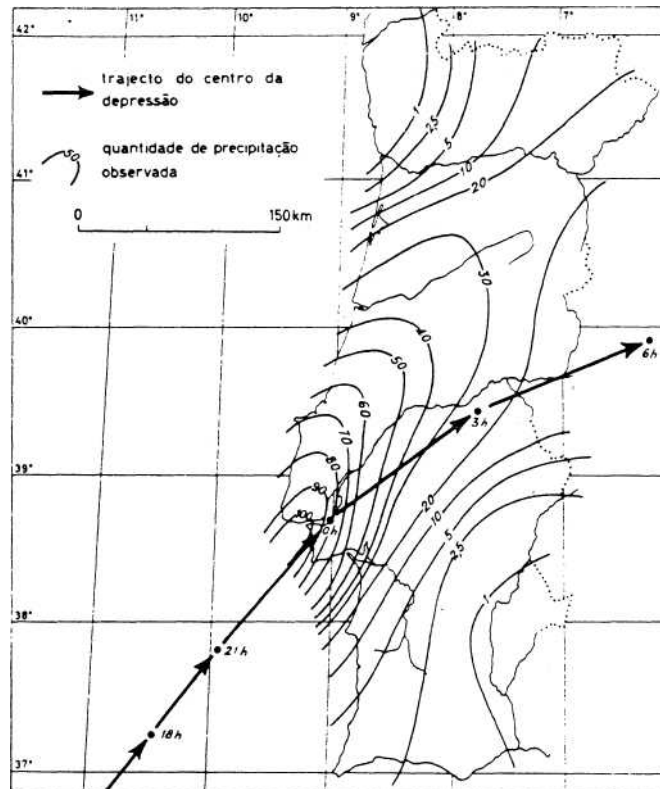 11° 10° 9° -8° -7°
42°
trajecto do centro da
depressão
quantidade de precipitação
observada
50
0 150 km
41°
40°
39°
38°
37°
1
2,5
5
10
20
30
40
50
60
70
80
90
100
20
10
5
2,5
1
6h
3h
0h
21h
18h